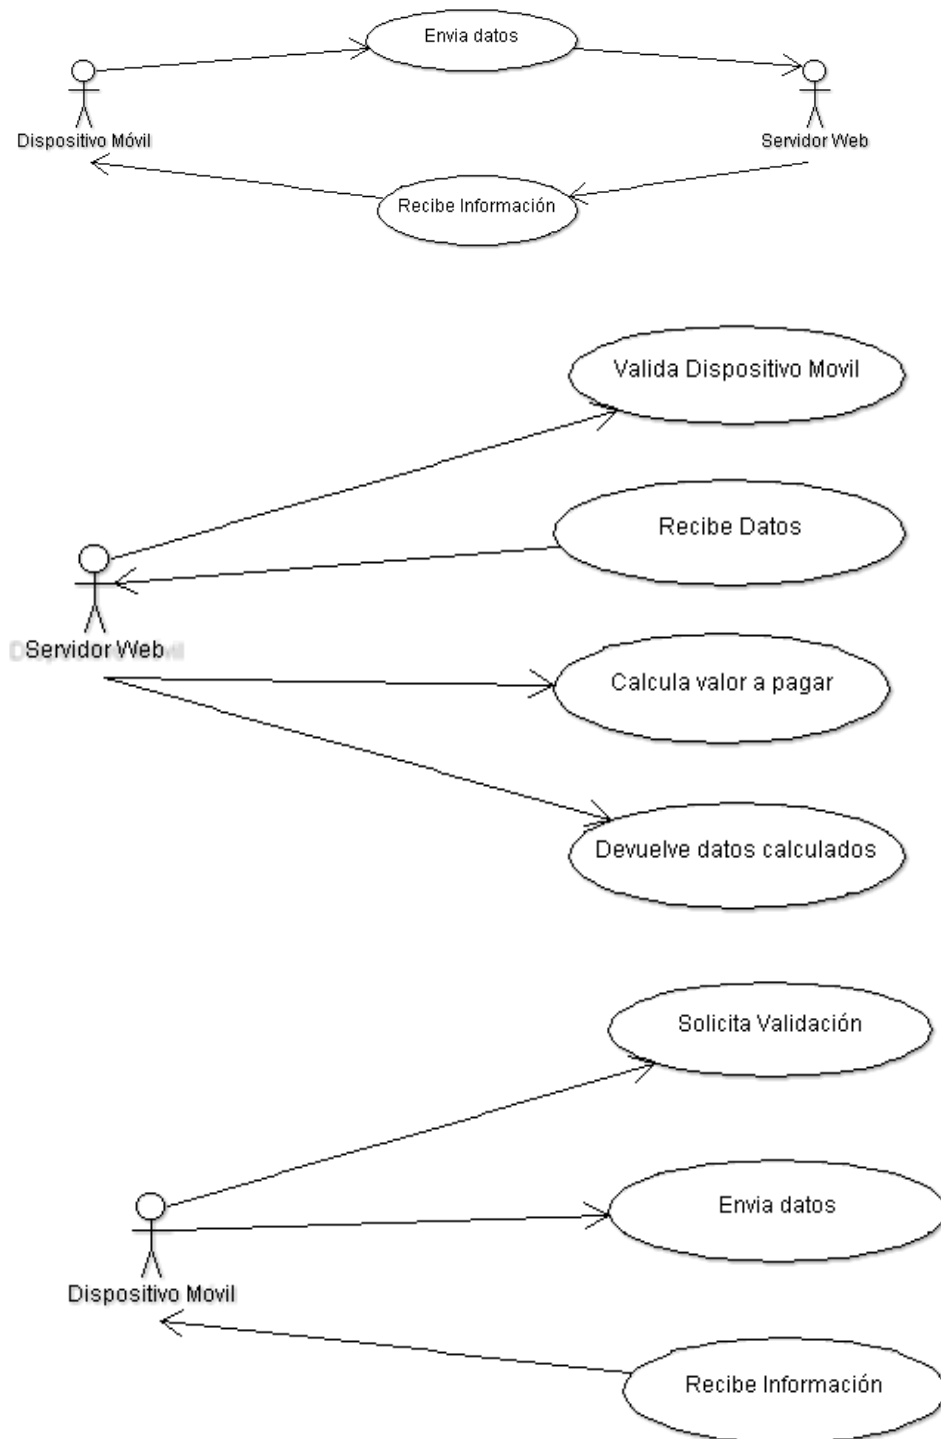 Envia datos
Dispositivo Móvil
Servidor Web
Recibe Información
Valida Dispositivo Movil
Recibe Datos
Servidor Web
Calcula valor a pagar
Devuelve datos calculados
Solicita Validación
Envia datos
Dispositivo Móvil
Recibe Información